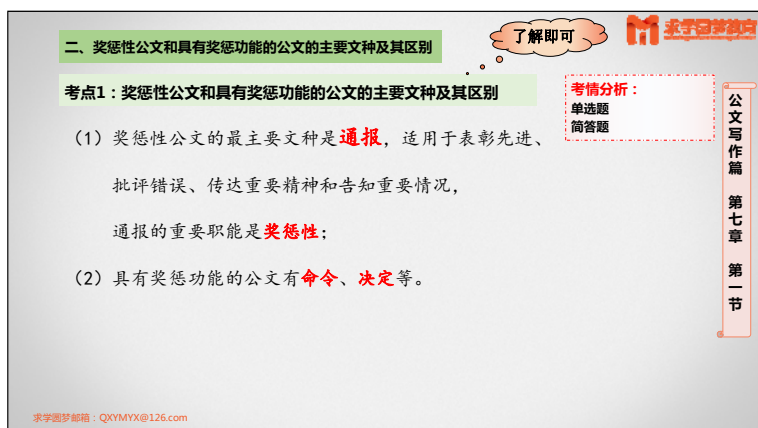 二、奖惩性公文和具有奖惩功能的公文的主要文种及其区别
了解即可
求学圆梦教育
考点1：奖惩性公文和具有奖惩功能的公文的主要文种及其区别
考情分析：
单选题
简答题
（1）奖惩性公文的最主要文种是通报，适用于表彰先进、
批评错误、传达重要精神和告知重要情况，
通报的重要职能是奖惩性；
（2）具有奖惩功能的公文有命令、决定等。
公文写作篇 第七章 第一节
求学圆梦邮箱：QXYMYX@126.com